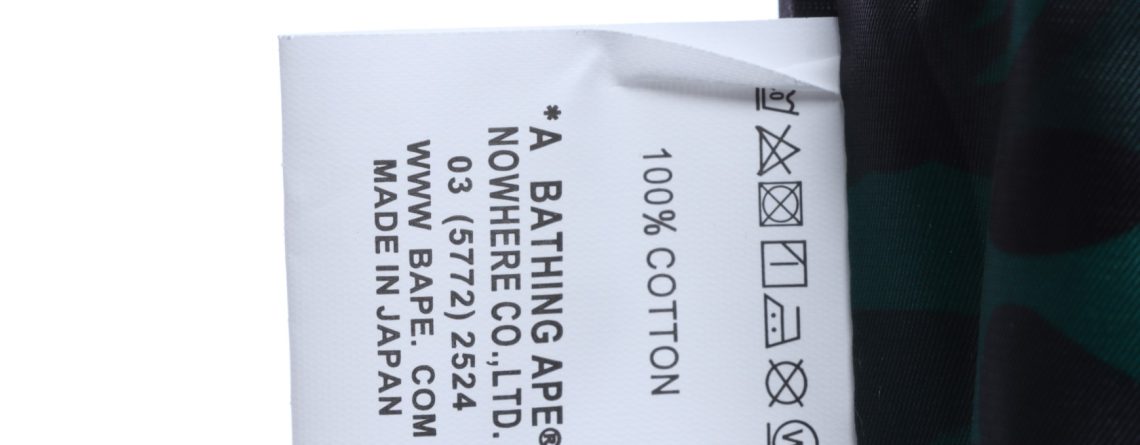 100% COTTON
*A BATHING APE®
NOWHERE CO.,LTD.
03 (5772) 2524
WWW BAPE. COM
MADE IN JAPAN
W